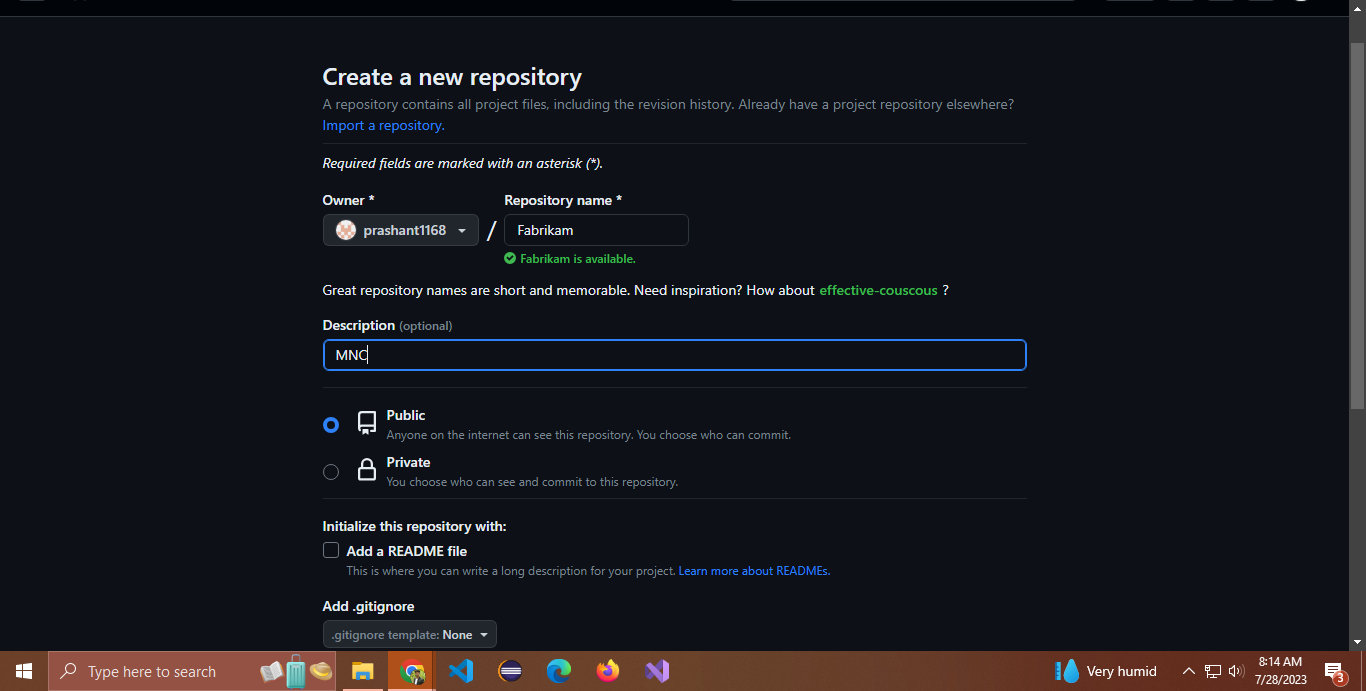 Create a new repository
A repository contains all project files, including the revision history. Already have a project repository elsewhere?
Import a repository.
Required fields are marked with an asterisk (*).
Owner * Repository name *
prashant1168 / Fabrikam
Fabrikam is available.
Great repository names are short and memorable. Need inspiration? How about effective-couscous ?
Description (optional)
MNC
Public
Anyone on the internet can see this repository. You choose who can commit.
Private
You choose who can see and commit to this repository.
Initialize this repository with:
Add a README file
This is where you can write a long description for your project. Learn more about READMEs.
Add .gitignore
.gitignore template: None
Type here to search
Very humid
8:14 AM
7/28/2023
3